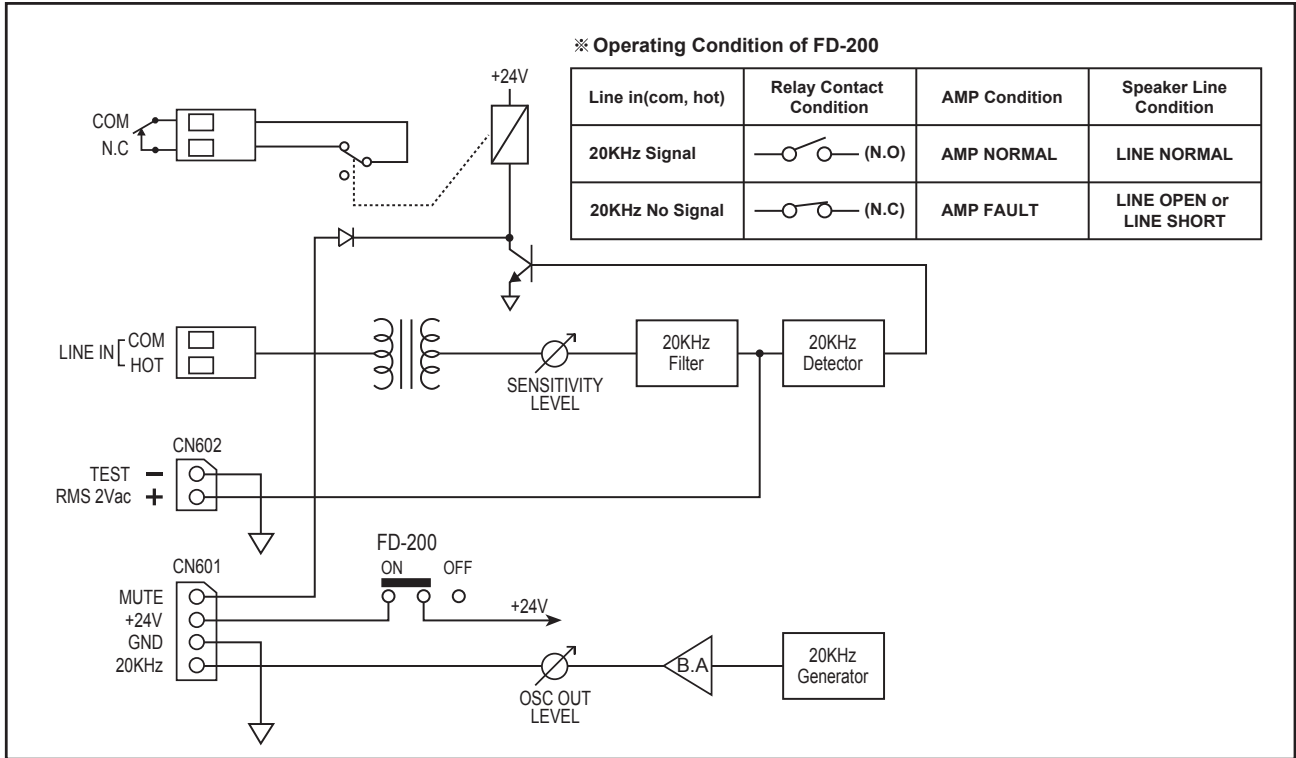 ※ Operating Condition of FD-200
Line in(com, hot)
Relay Contact
Condition
AMP Condition
Speaker Line
Condition
20KHz Signal
(N.O)
AMP NORMAL
LINE NORMAL
20KHz No Signal
(N.C)
AMP FAULT
LINE OPEN or
LINE SHORT
+24V
COM
N.C
LINE IN
COM
HOT
SENSITIVITY
LEVEL
20KHz
Filter
20KHz
Detector
CN602
TEST −
RMS 2Vac +
CN601
MUTE
+24V
GND
20KHz
FD-200
ON OFF
+24V
OSC OUT
LEVEL
B.A
20KHz
Generator